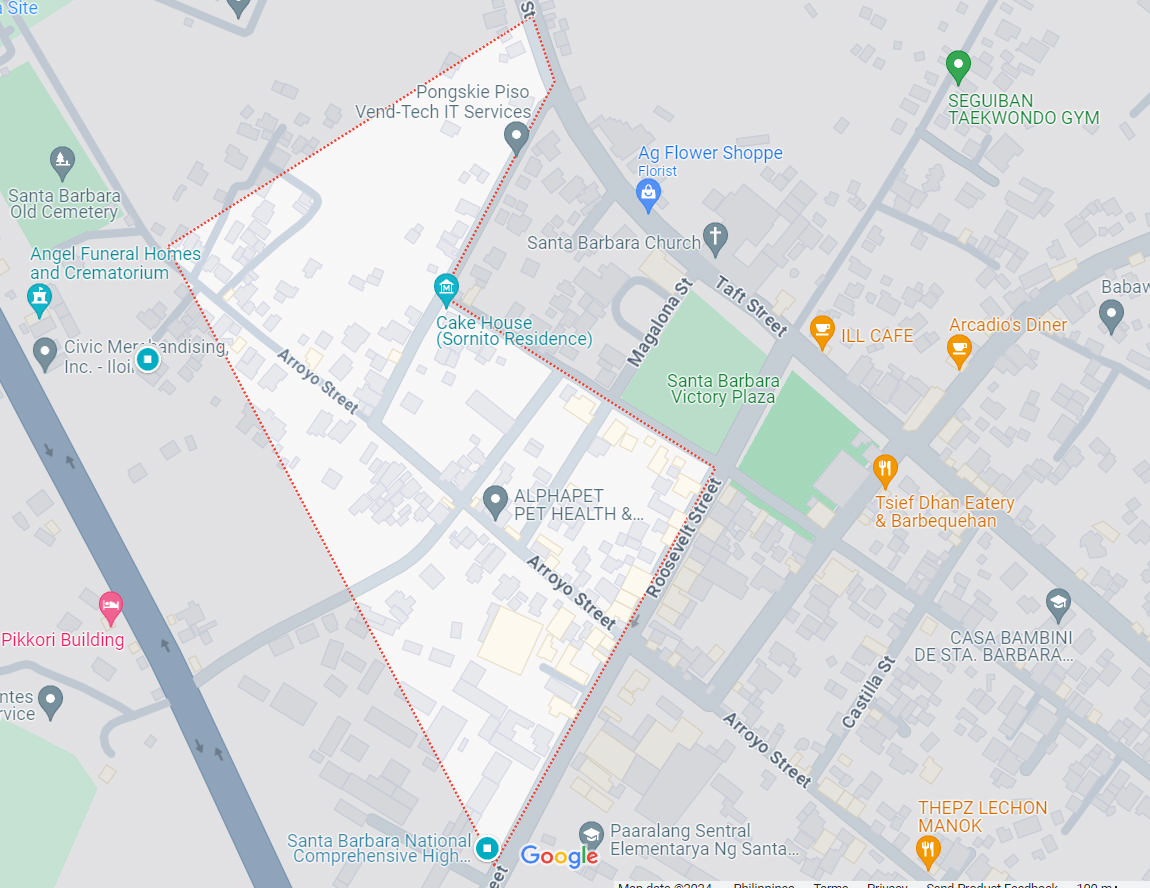 a Site
St
Pongskie Piso
Vend-Tech IT Services
SEGUIBAN
TAEKWONDO GYM
Ag Flower Shoppe
Florist
Santa Barbara
Old Cemetery
Santa Barbara Church
Angel Funeral Homes
and Crematorium
Magalona St
Taft Street
Babaw
Cake House
(Sornito Residence)
ILL CAFE
Arcadio's Diner
Civic Merchandising,
Inc. - Iloi
Arroyo Street
Santa Barbara
Victory Plaza
ALPHAPET
PET HEALTH &...
Roosevelt Street
Tsief Dhan Eatery
& Barbequehan
Arroyo Street
Pikkori Building
CASA BAMBINI
DE STA. BARBARA...
Castilla St
ntes
rvice
Arroyo Street
THEPZ LECHON
MANOK
Santa Barbara National
Comprehensive High...
Google
Paaralang Sentral
Elementarya Ng Santa...
eet
Map data ©2024 Philippines Terms Privacy Send Product Feedback 100 m